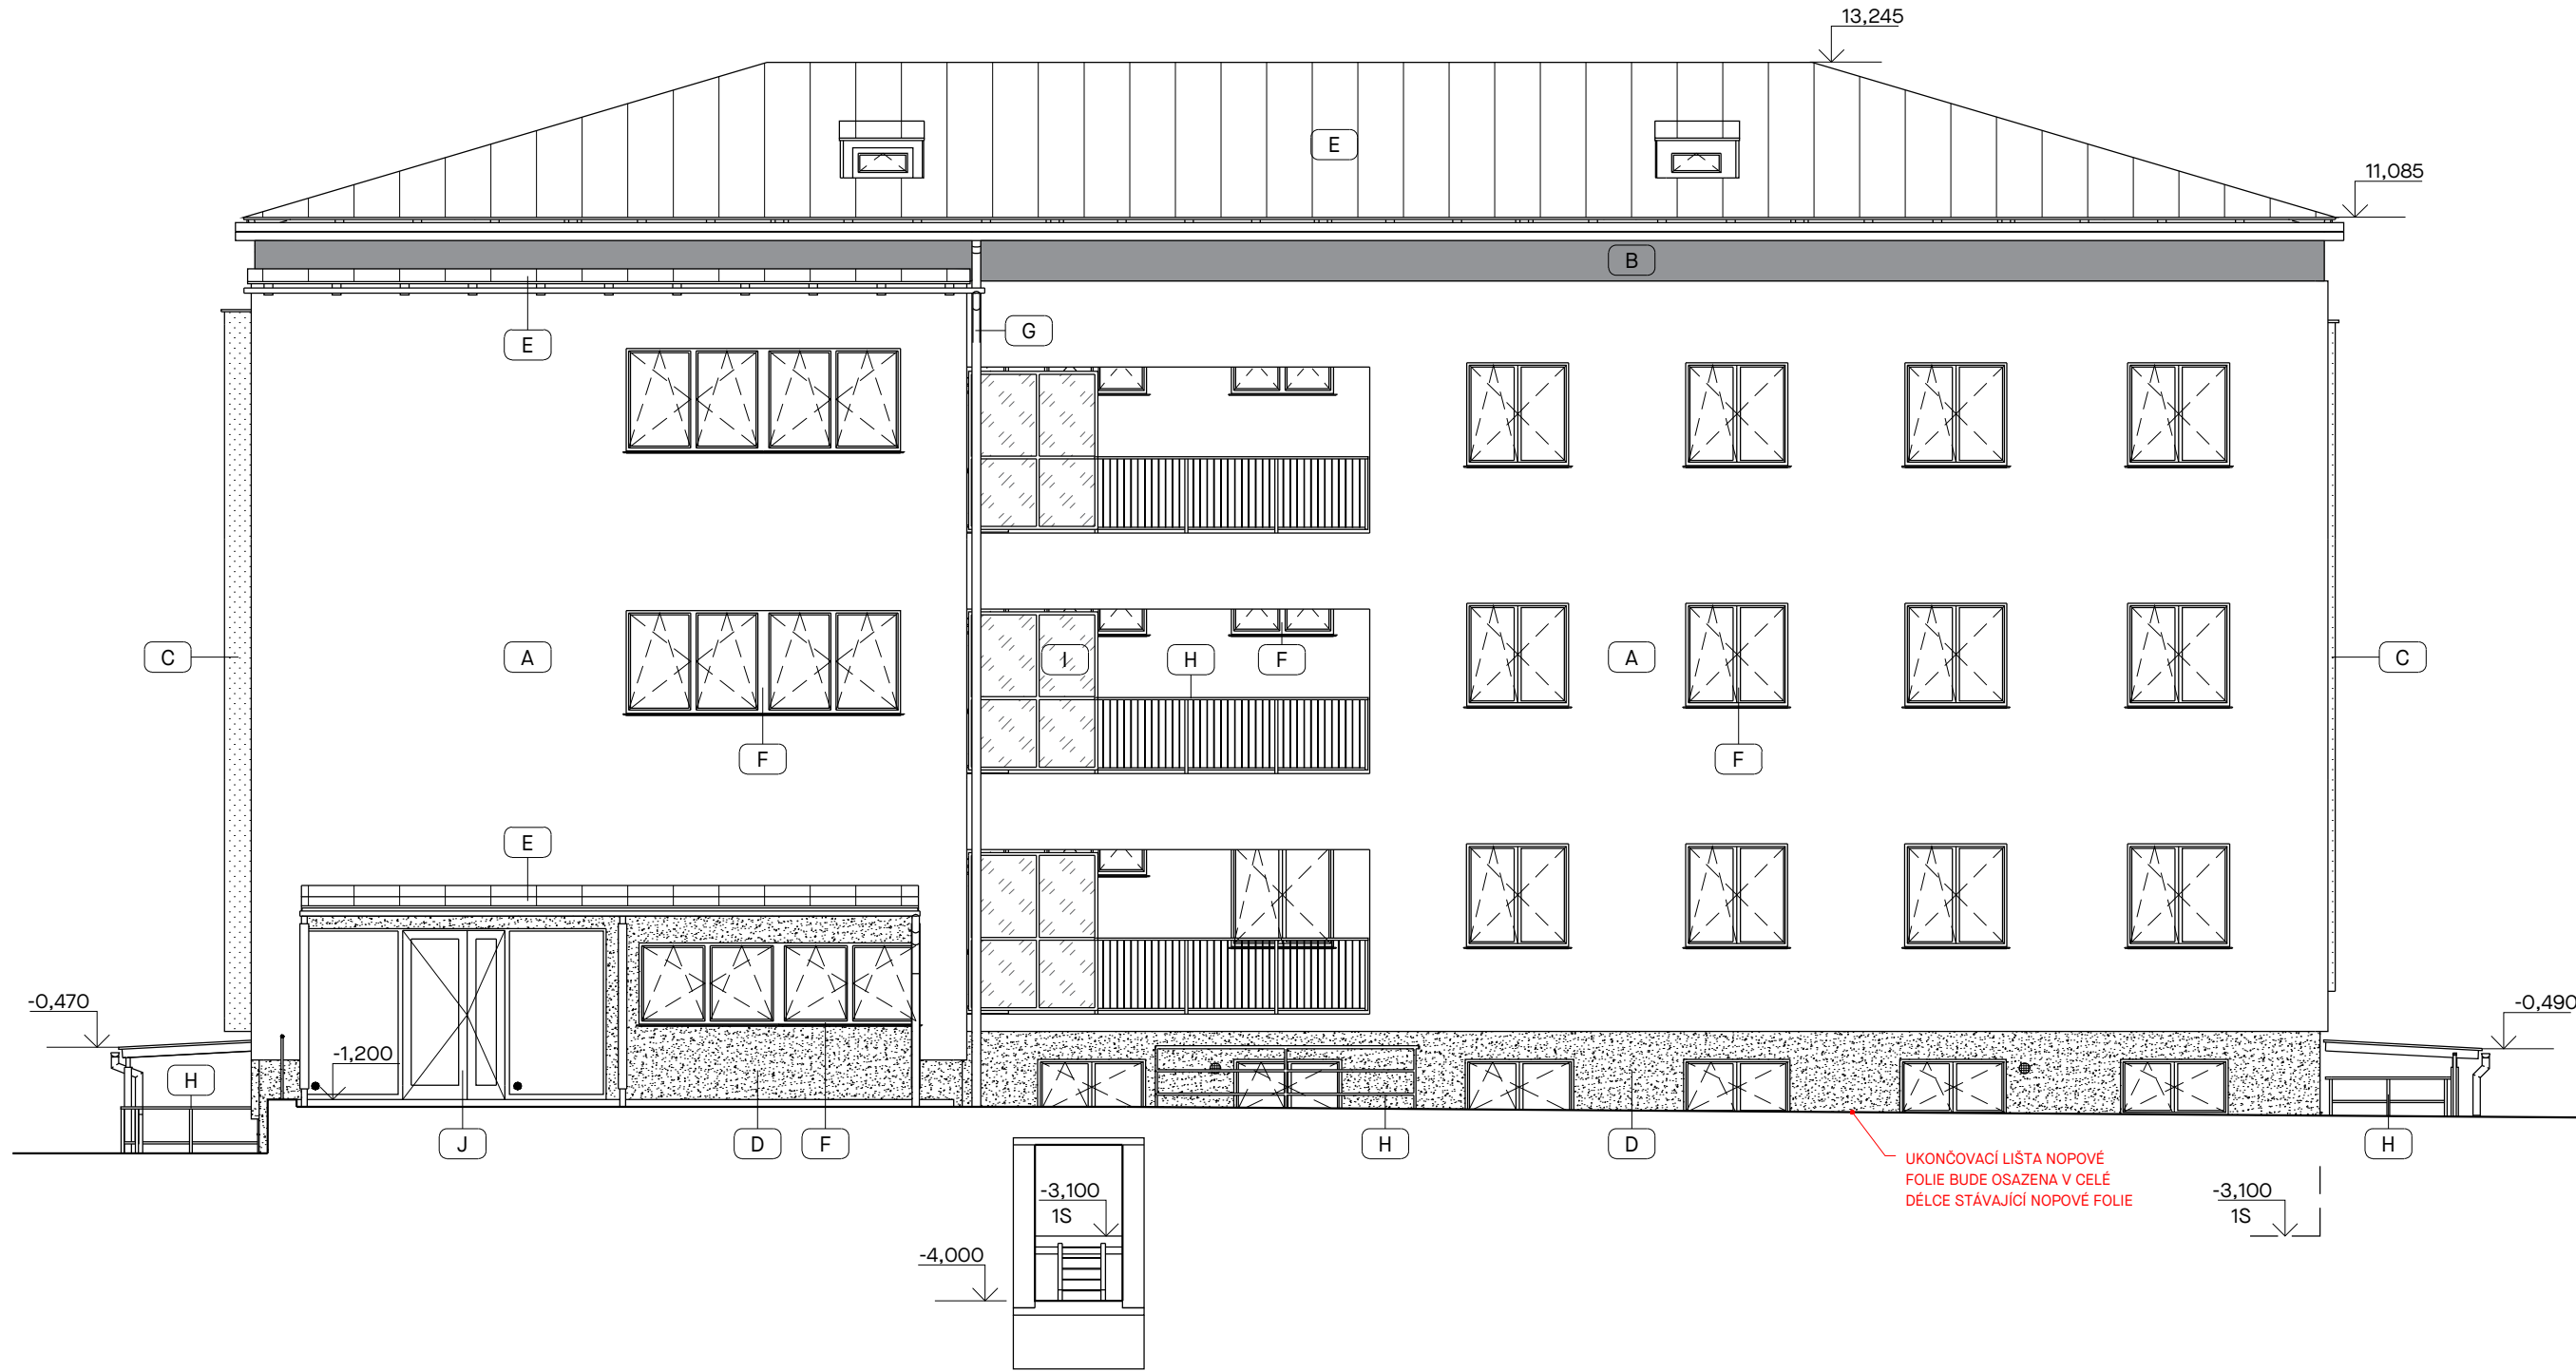 13,245
E
11,085
B
E
G
C
A
I
H
F
A
C
F
F
E
-0,470
-0,490
-1,200
H
J
D
F
H
D
H
UKONČOVACÍ LIŠTA NOPOVÉ
FOLIE BUDE OSAZENA V CELÉ
DÉLCE STÁVAJÍCÍ NOPOVÉ FOLIE
-3,100
1S
-3,100
1S
-4,000